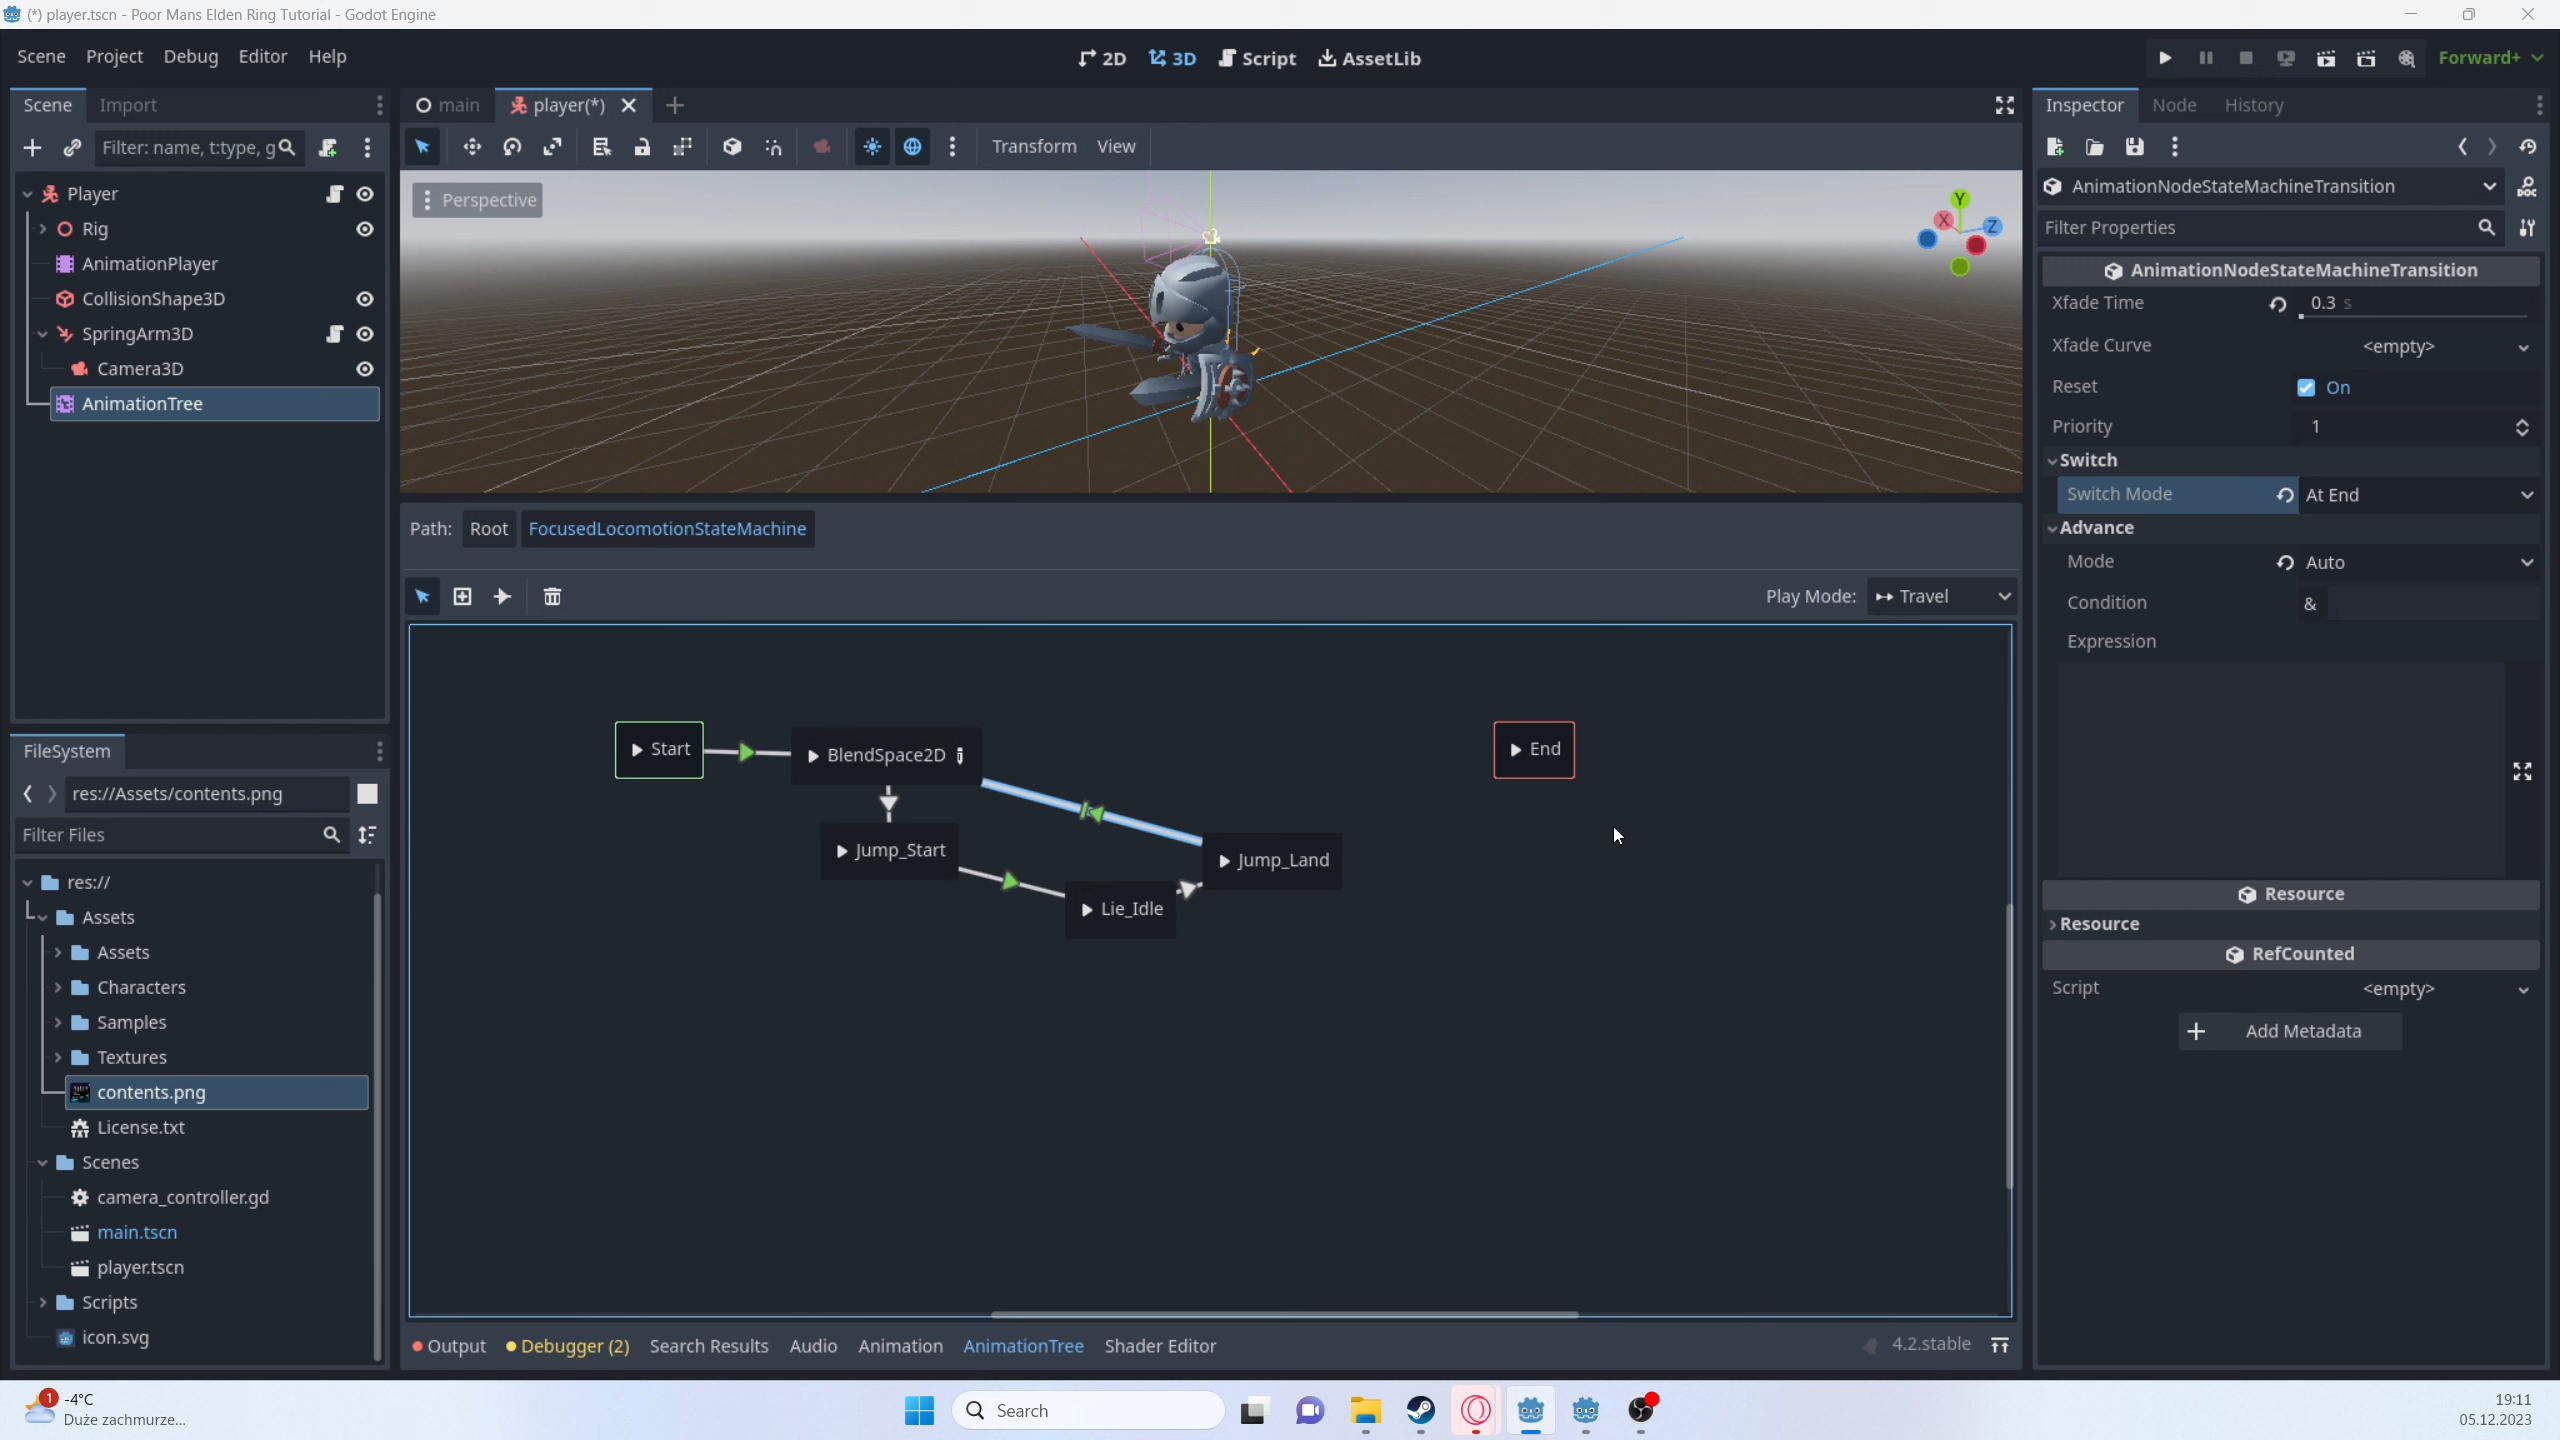 (*) player.tscn - Poor Mans Elden Ring Tutorial - Godot Engine
Scene Project Debug Editor Help
2D 3D Script AssetLib
Forward+
Scene Import
main player(*)
Inspector Node History
Filter: name, t:type, g
Transform View
Perspective
Y
X
Z
Player
Rig
AnimationPlayer
CollisionShape3D
SpringArm3D
Camera3D
AnimationTree
AnimationNodeStateMachineTransition
DOC
Filter Properties
AnimationNodeStateMachineTransition
Xfade Time 0.3 s
Xfade Curve <empty>
Reset On
Priority 1
Switch
Switch Mode At End
Advance
Mode Auto
Condition &
Expression
Resource
Resource
RefCounted
Script <empty>
Add Metadata
Path: Root FocusedLocomotionStateMachine
Play Mode: Travel
Start
BlendSpace2D
End
Jump_Start
Jump_Land
Lie_Idle
FileSystem
res://Assets/contents.png
Filter Files
res://
Assets
Assets
Characters
Samples
Textures
contents.png
License.txt
Scenes
camera_controller.gd
main.tscn
player.tscn
Scripts
icon.svg
Output Debugger (2) Search Results Audio Animation AnimationTree Shader Editor
4.2.stable
1
-4°C
Duże zachmurze...
Search
19:11
05.12.2023